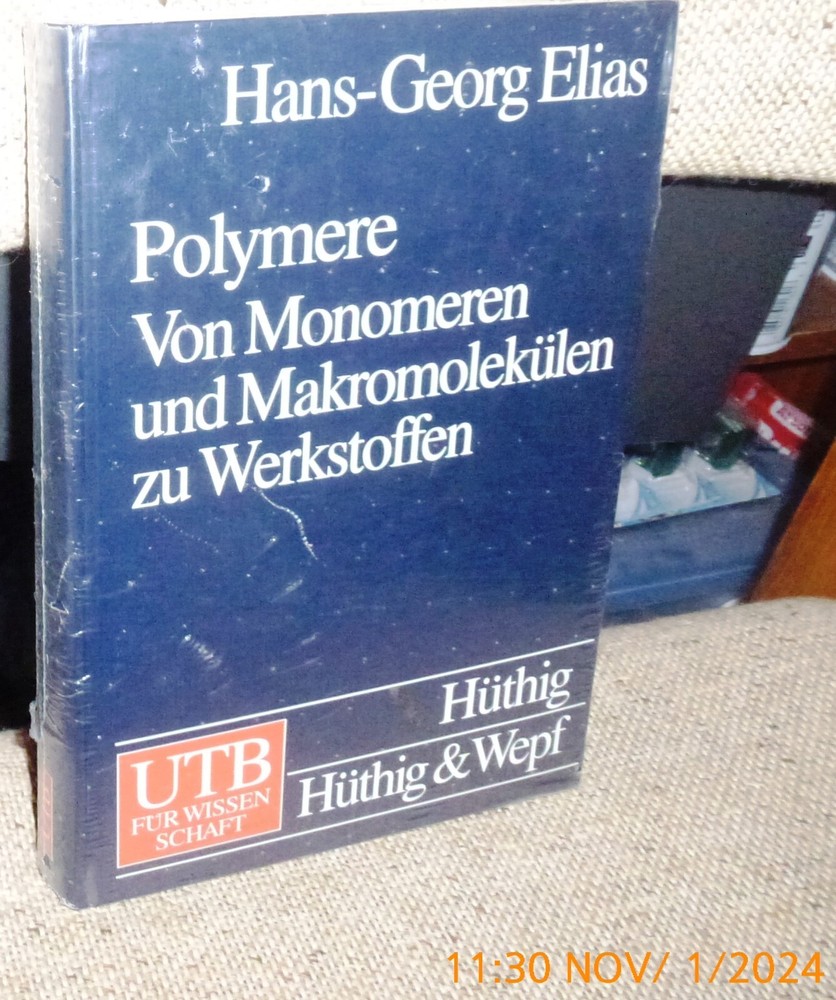 Hans-Georg Elias
Polymere
Von Monomeren
und Makromolekülen
zu Werkstoffen
Hüthig
Hüthig & Wepf
UTB
FÜR WISSEN
SCHAFT
11:30 NOV/ 1/2024